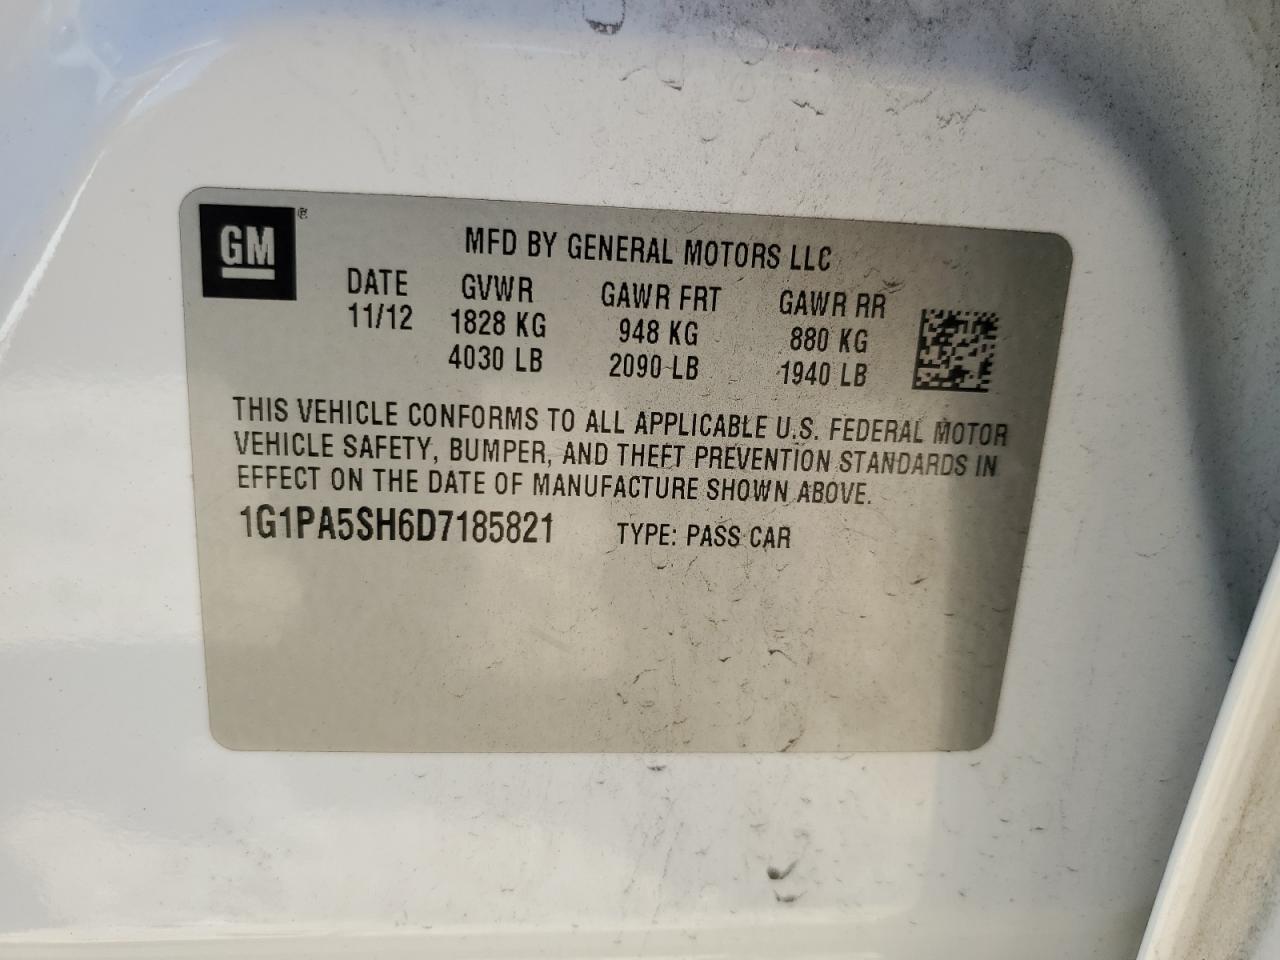 GM ®
MFD BY GENERAL MOTORS LLC
DATE GVWR GAWR FRT GAWR RR
11/12 1828 KG 948 KG 880 KG
4030 LB 2090 LB 1940 LB
THIS VEHICLE CONFORMS TO ALL APPLICABLE U.S. FEDERAL MOTOR
VEHICLE SAFETY, BUMPER, AND THEFT PREVENTION STANDARDS IN
EFFECT ON THE DATE OF MANUFACTURE SHOWN ABOVE.
1G1PA5SH6D7185821 TYPE: PASS CAR